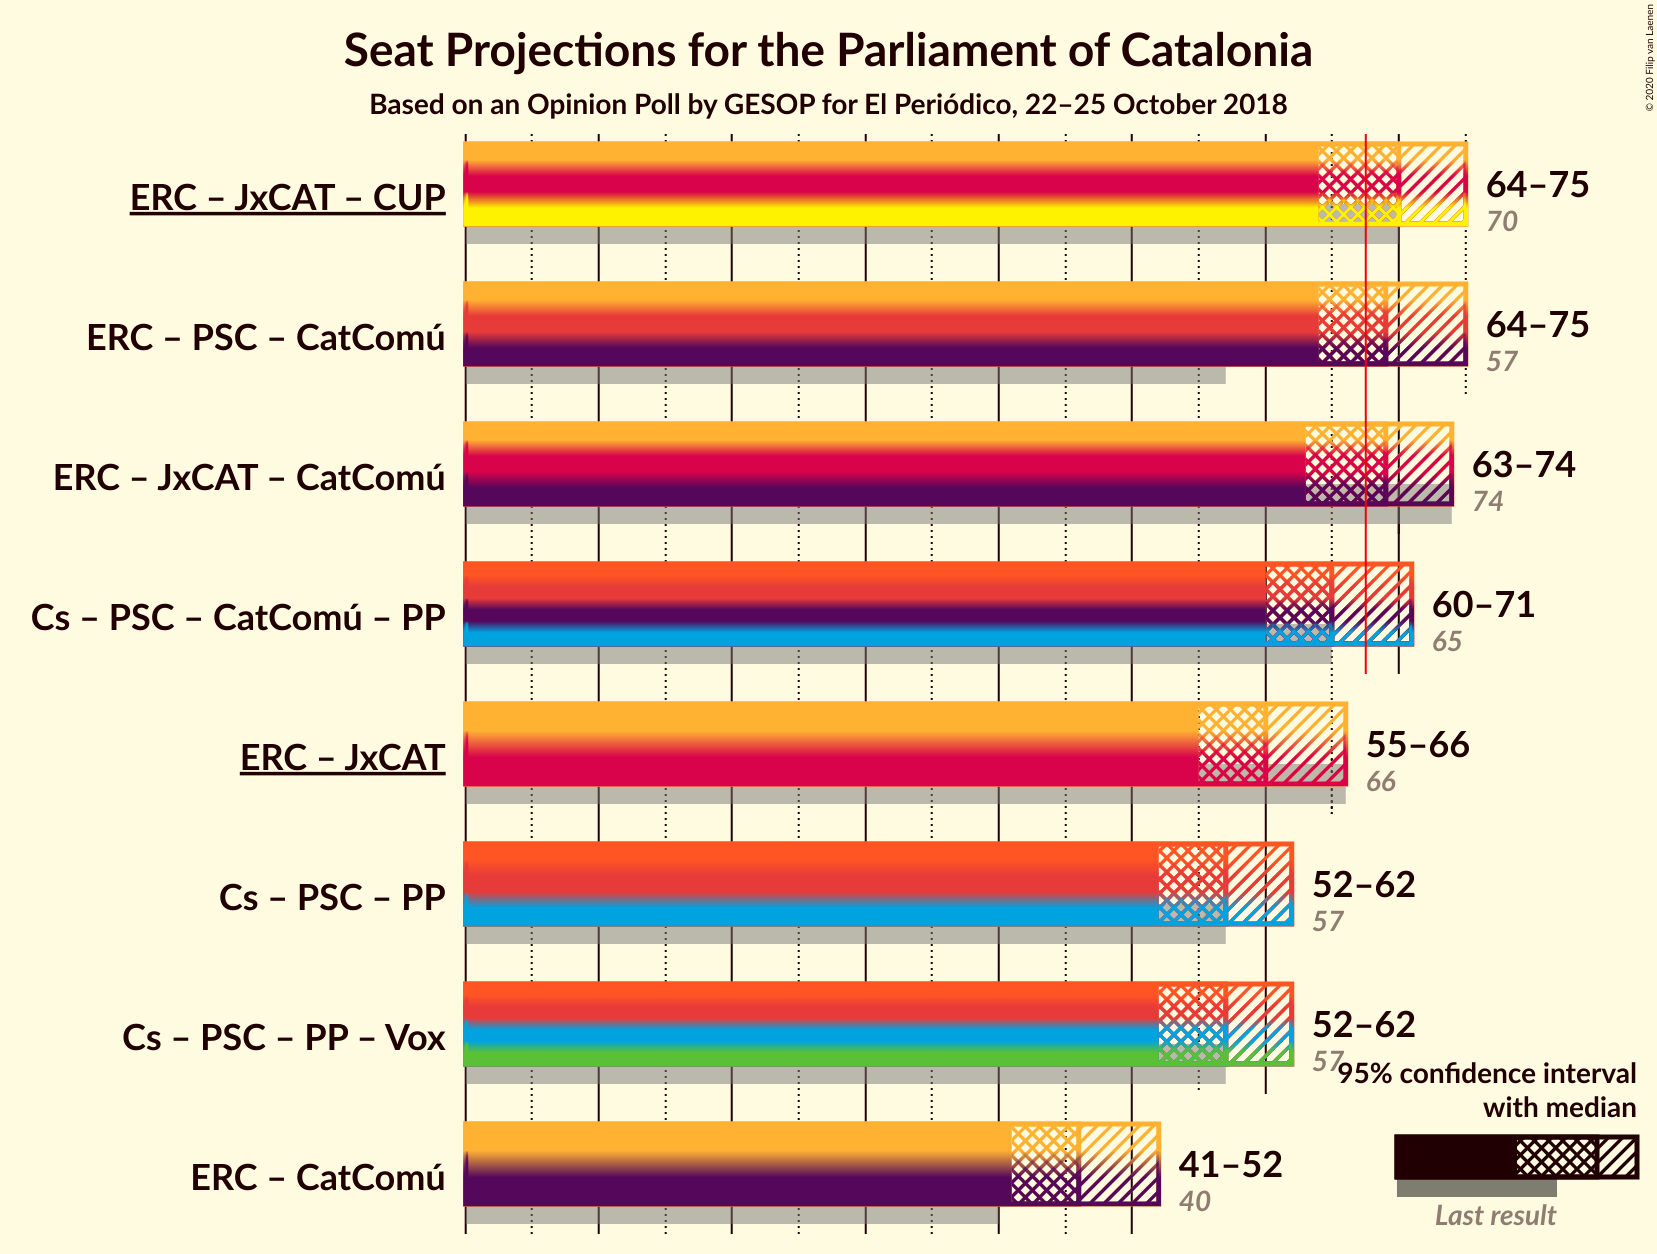 Seat Projections for the Parliament of Catalonia
Based on an Opinion Poll by GESOP for El Periódico, 22–25 October 2018
© 2020 Filip van Laenen
ERC – JxCAT – CUP
64–75
70
ERC – PSC – CatComú
64–75
57
ERC – JxCAT – CatComú
63–74
74
Cs – PSC – CatComú – PP
60–71
65
ERC – JxCAT
55–66
66
Cs – PSC – PP
52–62
57
Cs – PSC – PP – Vox
52–62
57
ERC – CatComú
41–52
40
95% confidence interval
with median
Last result